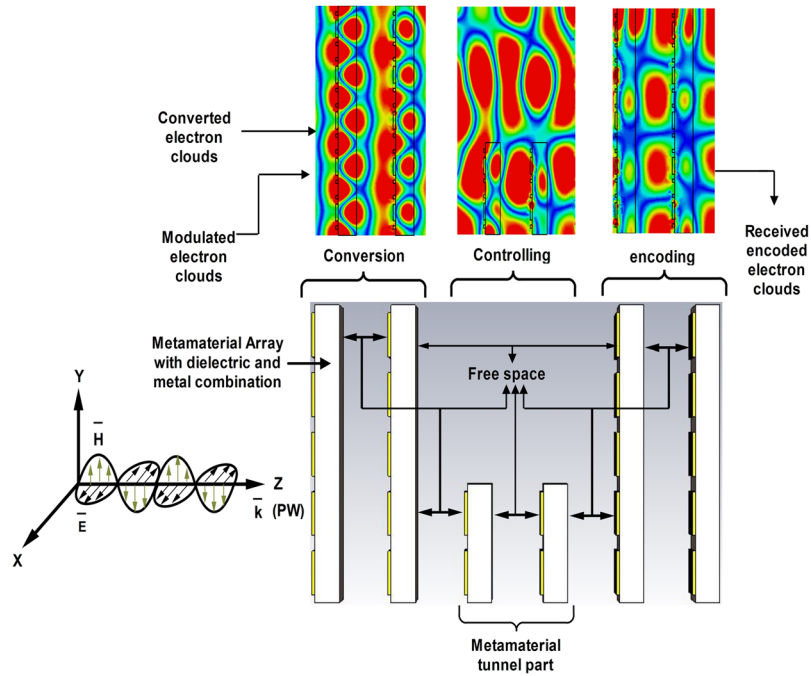 Converted
electron
clouds
Modulated
electron
clouds
Received
encoded
electron
clouds
Conversion
Controlling
encoding
Metamaterial Array
with dielectric and
metal combination
Free space
Y
H
Z
k (PW)
E
X
Metamaterial
tunnel part